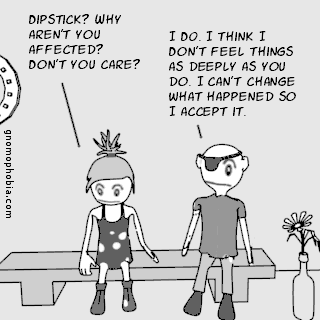 DIPSTICK? WHY
AREN'T YOU
AFFECTED?
DON'T YOU CARE?
I DO. I THINK I
DON'T FEEL THINGS
AS DEEPLY AS YOU
DO. I CAN'T CHANGE
WHAT HAPPENED SO
I ACCEPT IT.
gnomophobia.com